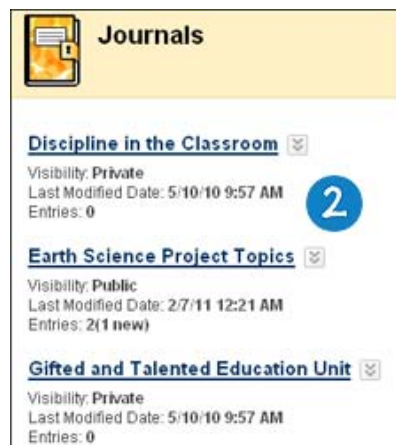 Journals
Discipline in the Classroom
Visibility: Private
Last Modified Date: 5/10/10 9:57 AM
2
Entries: 0
Earth Science Project Topics
Visibility: Public
Last Modified Date: 2/7/11 12:21 AM
Entries: 2(1 new)
Gifted and Talented Education Unit
Visibility: Private
Last Modified Date: 5/10/10 9:57 AM
Entries: 0